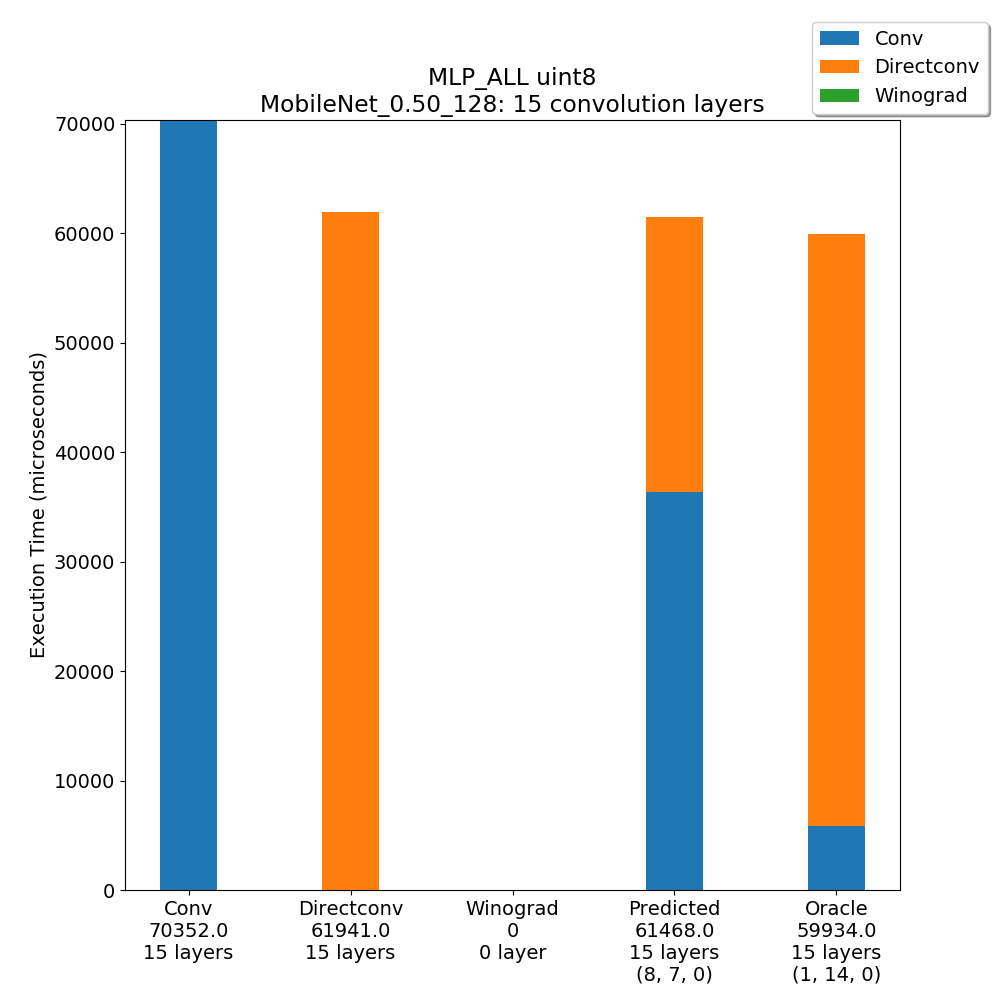 Conv
Directconv
Winograd
MLP_ALL uint8
MobileNet_0.50_128: 15 convolution layers
Execution Time (microseconds)
70000
60000
50000
40000
30000
20000
10000
0
Conv
70352.0
15 layers
Directconv
61941.0
15 layers
Winograd
0
0 layer
Predicted
61468.0
15 layers
(8, 7, 0)
Oracle
59934.0
15 layers
(1, 14, 0)